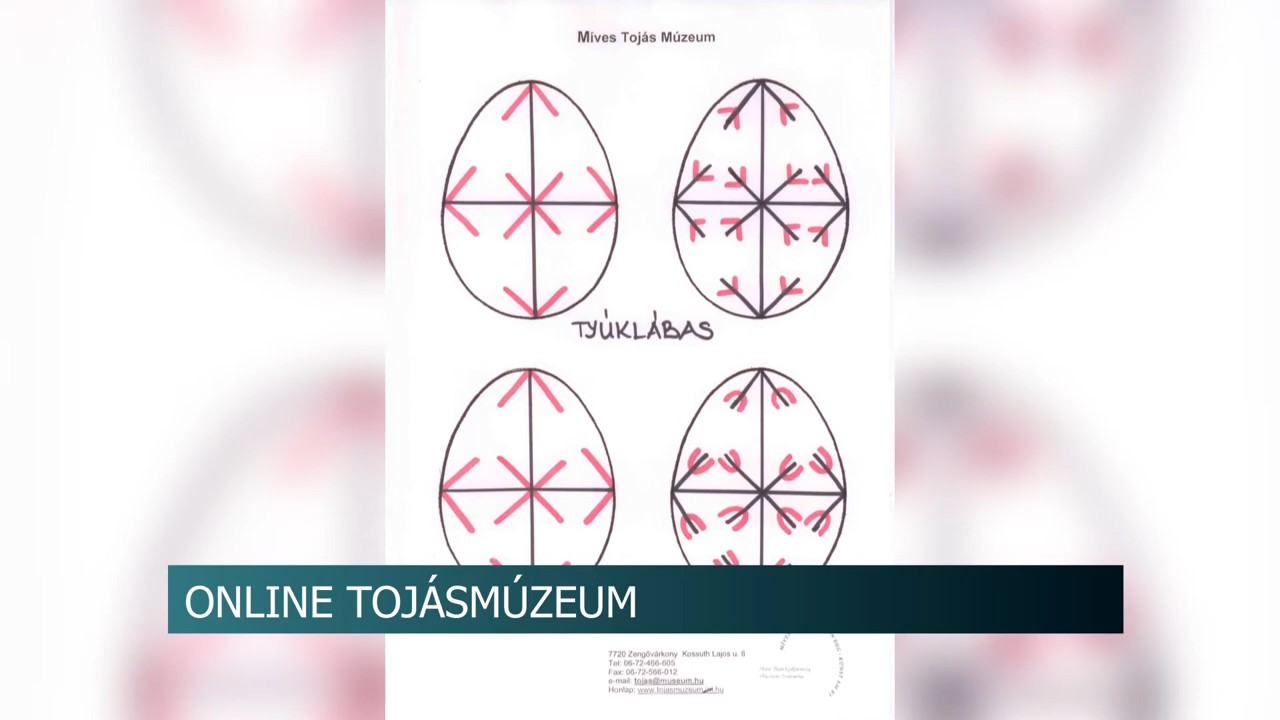 Míves Tojás Múzeum
TYÚKLÁBAS
ONLINE TOJÁSMÚZEUM
7720 Zengővárkony Kossuth Lajos u. 6
Tel: 06-72-466-605
Fax: 06-72-566-012
e-mail: tojas@museum.hu
Honlap: